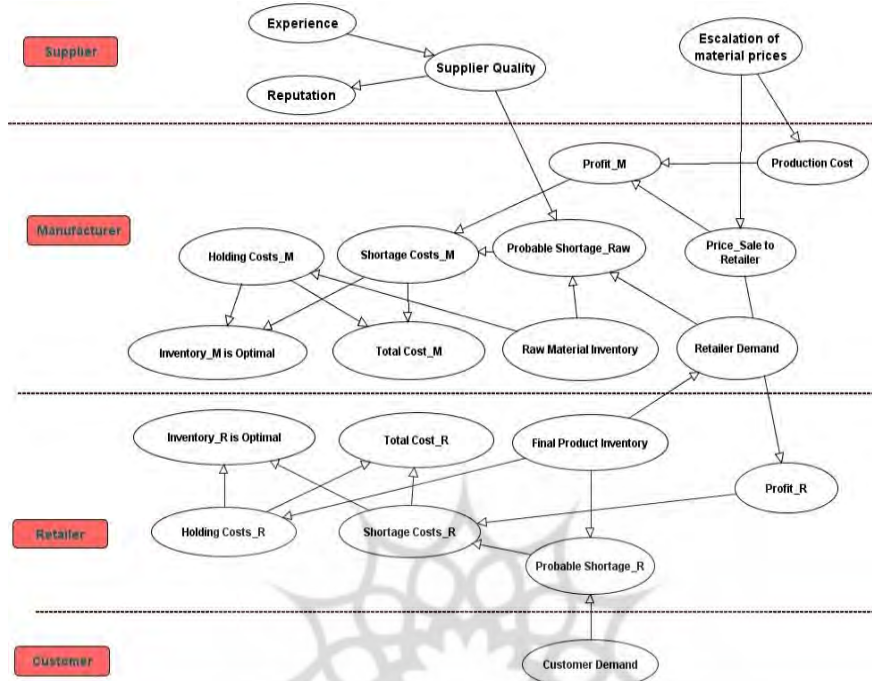 Experience
Supplier
Supplier Quality
Escalation of
material prices
Reputation
Profit_M
Production Cost
Manufacturer
Holding Costs_M
Shortage Costs_M
Probable Shortage_Raw
Price_Sale to
Retailer
Inventory_M is Optimal
Total Cost_M
Raw Material Inventory
Retailer Demand
Inventory_R is Optimal
Total Cost_R
Final Product Inventory
Profit_R
Retailer
Holding Costs_R
Shortage Costs_R
Probable Shortage_R
Customer
Customer Demand